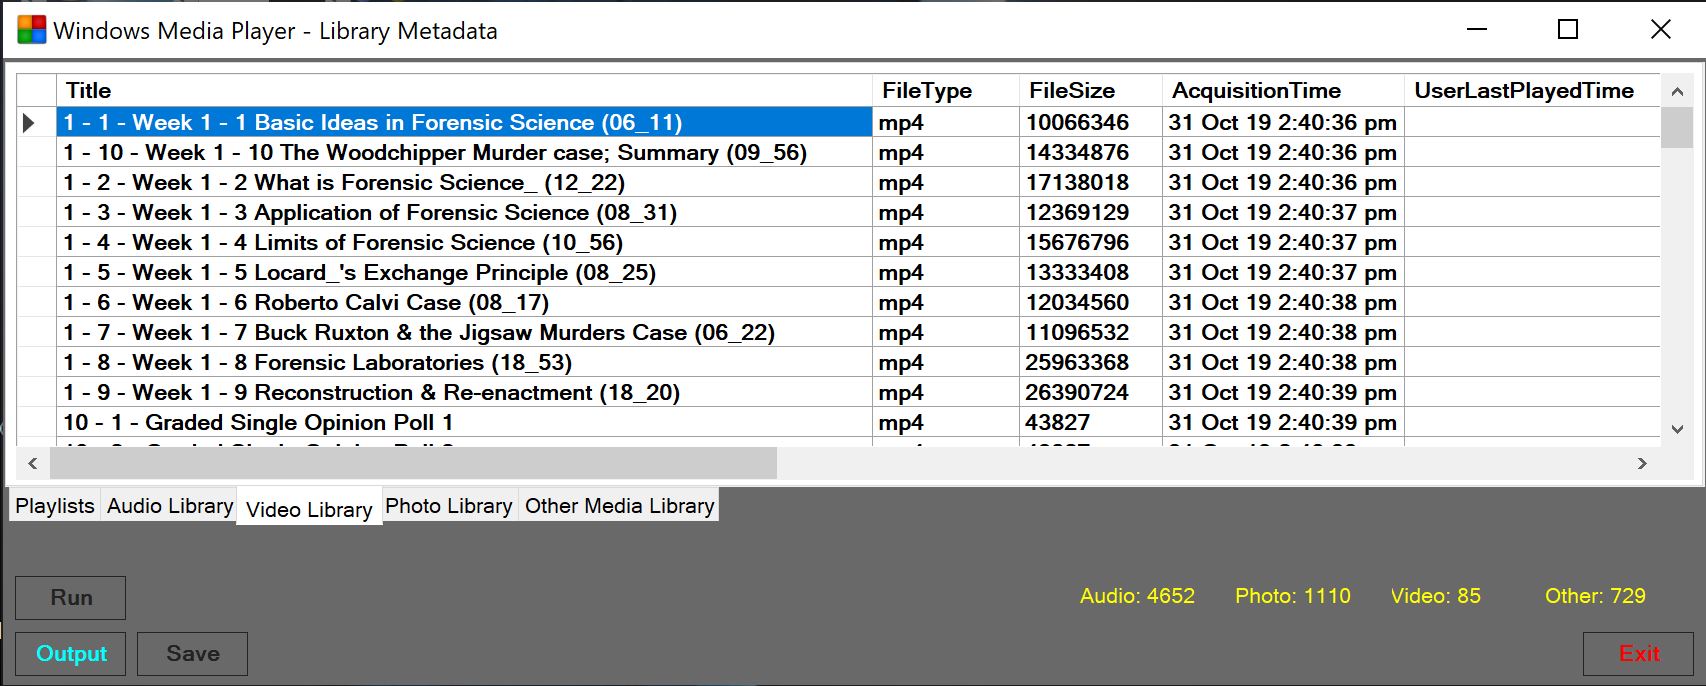 Windows Media Player - Library Metadata
Title FileType FileSize AcquisitionTime UserLastPlayedTime
1 - 1 - Week 1 - 1 Basic Ideas in Forensic Science (06_11) mp4 10066346 31 Oct 19 2:40:36 pm
1 - 10 - Week 1 - 10 The Woodchipper Murder case; Summary (09_56) mp4 14334876 31 Oct 19 2:40:36 pm
1 - 2 - Week 1 - 2 What is Forensic Science_ (12_22) mp4 17138018 31 Oct 19 2:40:36 pm
1 - 3 - Week 1 - 3 Application of Forensic Science (08_31) mp4 12369129 31 Oct 19 2:40:37 pm
1 - 4 - Week 1 - 4 Limits of Forensic Science (10_56) mp4 15676796 31 Oct 19 2:40:37 pm
1 - 5 - Week 1 - 5 Locard_'s Exchange Principle (08_25) mp4 13333408 31 Oct 19 2:40:37 pm
1 - 6 - Week 1 - 6 Roberto Calvi Case (08_17) mp4 12034560 31 Oct 19 2:40:38 pm
1 - 7 - Week 1 - 7 Buck Ruxton & the Jigsaw Murders Case (06_22) mp4 11096532 31 Oct 19 2:40:38 pm
1 - 8 - Week 1 - 8 Forensic Laboratories (18_53) mp4 25963368 31 Oct 19 2:40:38 pm
1 - 9 - Week 1 - 9 Reconstruction & Re-enactment (18_20) mp4 26390724 31 Oct 19 2:40:39 pm
10 - 1 - Graded Single Opinion Poll 1 mp4 43827 31 Oct 19 2:40:39 pm
Playlists Audio Library Video Library Photo Library Other Media Library
Run Audio: 4652 Photo: 1110 Video: 85 Other: 729
Output Save Exit